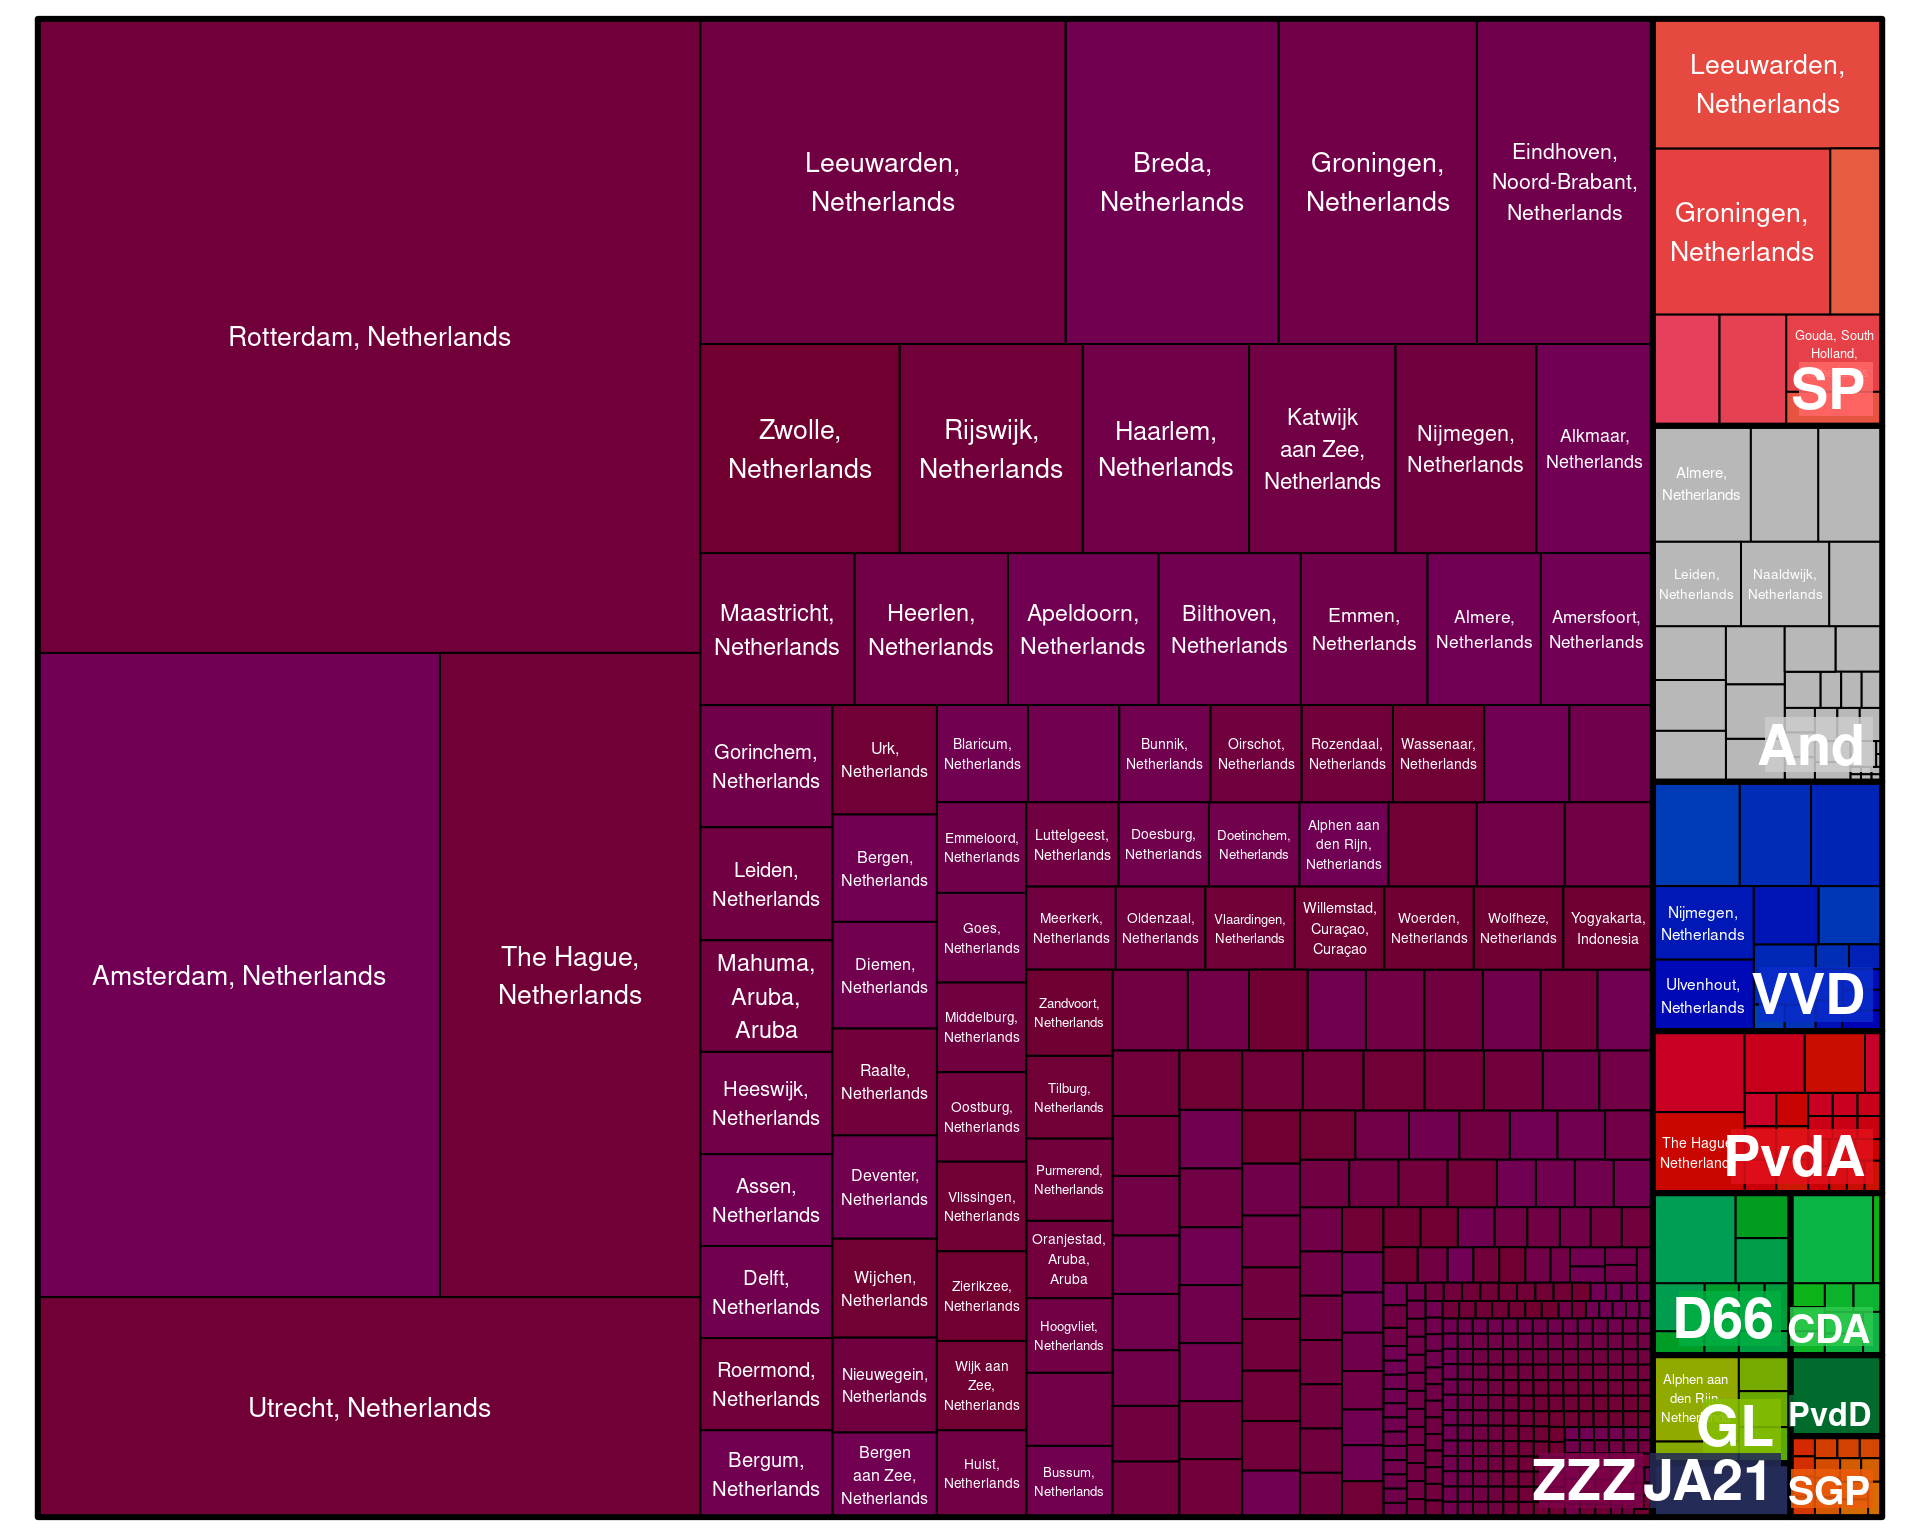 Rotterdam, Netherlands
Amsterdam, Netherlands
The Hague,
Netherlands
Utrecht, Netherlands
Leeuwarden,
Netherlands
Breda,
Netherlands
Groningen,
Netherlands
Eindhoven,
Noord-Brabant,
Netherlands
Zwolle,
Netherlands
Rijswijk,
Netherlands
Haarlem,
Netherlands
Katwijk
aan Zee,
Netherlands
Nijmegen,
Netherlands
Alkmaar,
Netherlands
Maastricht,
Netherlands
Heerlen,
Netherlands
Apeldoorn,
Netherlands
Bilthoven,
Netherlands
Emmen,
Netherlands
Almere,
Netherlands
Amersfoort,
Netherlands
Gorinchem,
Netherlands
Leiden,
Netherlands
Mahuma,
Aruba,
Aruba
Heeswijk,
Netherlands
Assen,
Netherlands
Delft,
Netherlands
Roermond,
Netherlands
Bergum,
Netherlands
Urk,
Netherlands
Bergen,
Netherlands
Diemen,
Netherlands
Raalte,
Netherlands
Deventer,
Netherlands
Wijchen,
Netherlands
Nieuwegein,
Netherlands
Bergen
aan Zee,
Netherlands
Blaricum,
Netherlands
Bunnik,
Netherlands
Oirschot,
Netherlands
Rozendaal,
Netherlands
Wassenaar,
Netherlands
Emmeloord,
Netherlands
Goes,
Netherlands
Middelburg,
Netherlands
Oostburg,
Netherlands
Vlissingen,
Netherlands
Zierikzee,
Netherlands
Wijk aan
Zee,
Netherlands
Hulst,
Netherlands
Luttelgeest,
Netherlands
Doesburg,
Netherlands
Doetinchem,
Netherlands
Alphen aan
den Rijn,
Netherlands
Meerkerk,
Netherlands
Oldenzaal,
Netherlands
Vlaardingen,
Netherlands
Willemstad,
Curaçao,
Curaçao
Woerden,
Netherlands
Wolfheze,
Netherlands
Yogyakarta,
Indonesia
Zandvoort,
Netherlands
Tilburg,
Netherlands
Purmerend,
Netherlands
Oranjestad,
Aruba,
Aruba
Hoogvliet,
Netherlands
Bussum,
Netherlands
ZZZ
Leeuwarden,
Netherlands
Groningen,
Netherlands
Gouda, South
Holland,
SP
Almere,
Netherlands
Leiden,
Netherlands
Naaldwijk,
Netherlands
And
Nijmegen,
Netherlands
Ulvenhout,
Netherlands
VVD
The Hague
PvdA
D66
CDA
Alphen aan
den Rijn
GL
PvdD
JA21
SGP